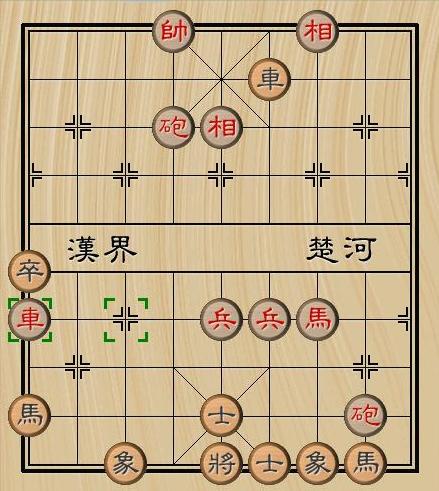 帥 相
車
砲 相
漢界 楚河
卒
車 兵 兵 馬
馬 士 砲
象 將 士 象 馬